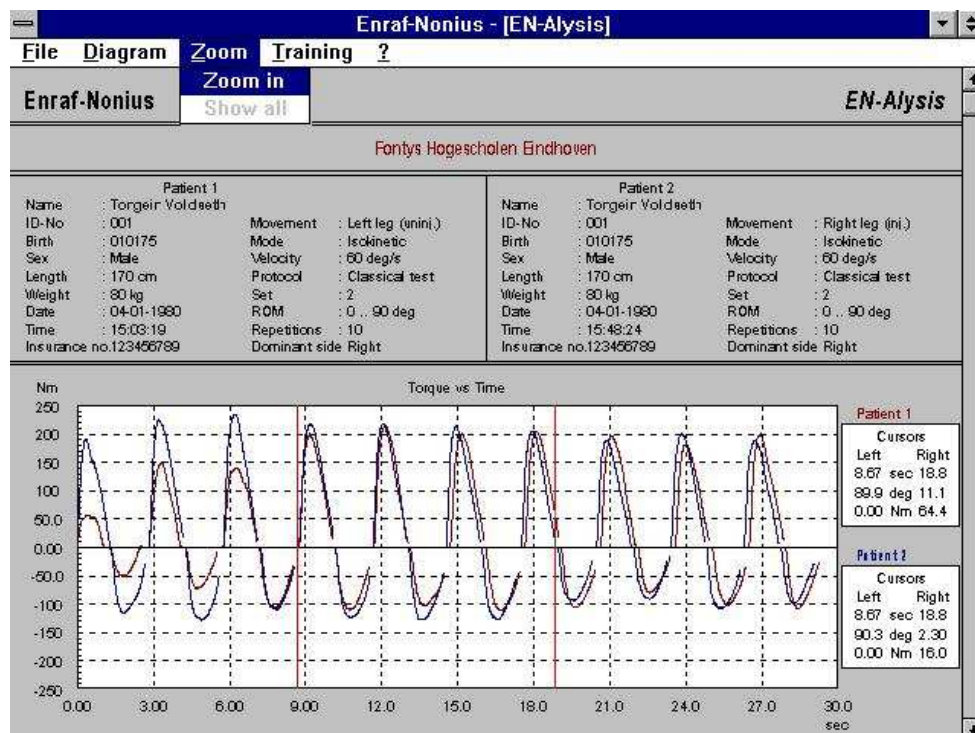 Enraf-Nonius - [EN-Alysis]
File Diagram Zoom Training ?
Zoom in
Show all
Enraf-Nonius
EN-Alysis
Fontys Hogescholen Eindhoven
Patient 1
Name : Torgeir Voldseth
ID-No : 001 Movement : Left leg (uninj.)
Birth : 010175 Mode : Isokinetic
Sex : Male Velocity : 60 deg/s
Length : 170 cm Protocol : Classical test
Weight : 80 kg Set : 2
Date : 04-01-1980 ROM : 0 .. 90 deg
Time : 15:03:19 Repetitions : 10
Insurance no.123456789 Dominant side Right
Patient 2
Name : Torgeir Voldseth
ID-No : 001 Movement : Right leg (inj.)
Birth : 010175 Mode : Isokinetic
Sex : Male Velocity : 60 deg/s
Length : 170 cm Protocol : Classical test
Weight : 80 kg Set : 2
Date : 04-01-1980 ROM : 0 .. 90 deg
Time : 15:48:24 Repetitions : 10
Insurance no.123456789 Dominant side Right
Nm
Torque vs Time
250
200
150
100
50.0
0.00
-50.0
-100
-150
-200
-250
0.00 3.00 6.00 9.00 12.0 15.0 18.0 21.0 24.0 27.0 30.0
sec
Patient 1
Cursors
Left Right
8.67 sec 18.8
89.9 deg 11.1
0.00 Nm 64.4
Patient 2
Cursors
Left Right
8.67 sec 18.8
90.3 deg 2.30
0.00 Nm 16.0